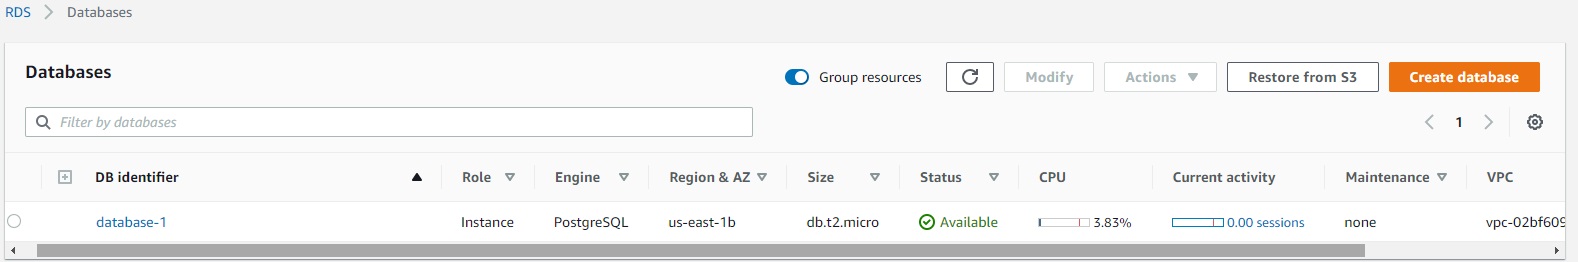 RDS > Databases
Databases
Group resources
Modify
Actions
Restore from S3
Create database
Filter by databases
1
DB identifier Role Engine Region & AZ Size Status CPU Current activity Maintenance VPC
database-1 Instance PostgreSQL us-east-1b db.t2.micro Available 3.83% 0.00 sessions none vpc-02bf609